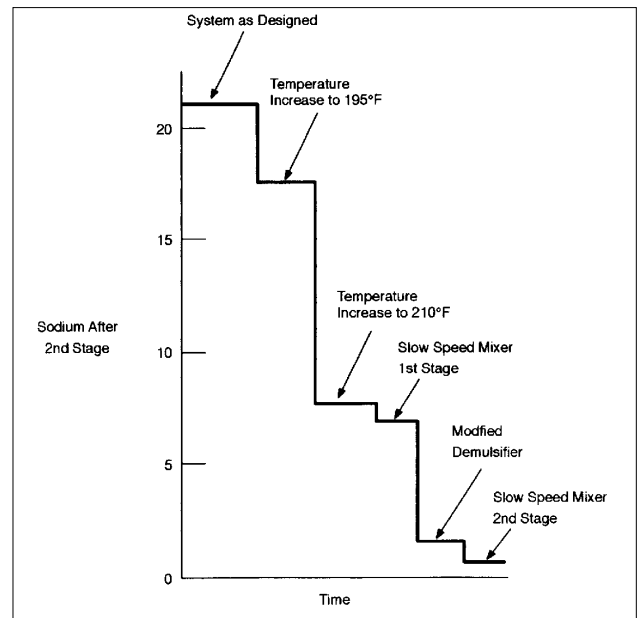 System as Designed
Temperature
Increase to 195°F
20
15
Temperature
Increase to 210°F
Sodium After
2nd Stage
10
Slow Speed Mixer
1st Stage
Modfied
Demulsifier
5
Slow Speed Mixer
2nd Stage
0
Time